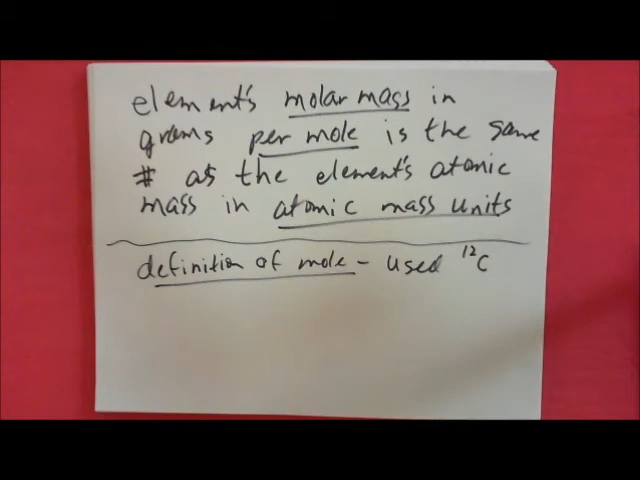 element's molar mass in
grams per mole is the same
# as the element's atomic
mass in atomic mass units
definition of mole - used ¹²C